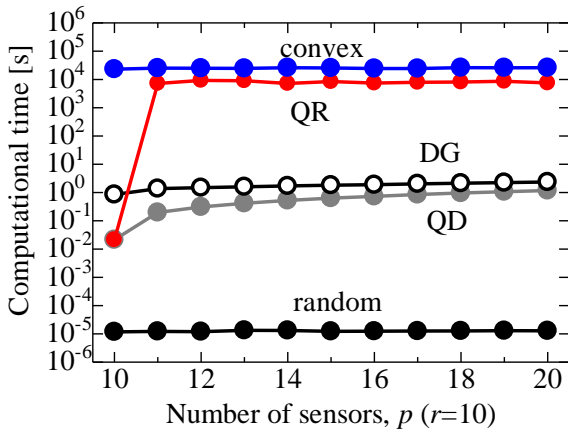 Computational time [s]
10^6
10^5
10^4
10^3
10^2
10^1
10^0
10^-1
10^-2
10^-3
10^-4
10^-5
10^-6
convex
QR
DG
QD
random
10 12 14 16 18 20
Number of sensors, p (r=10)